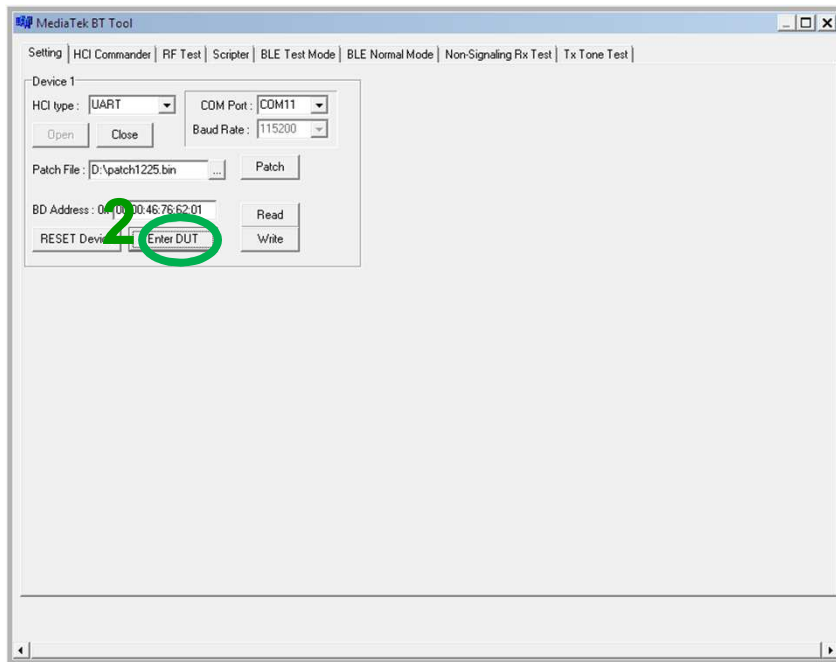 MediaTek BT Tool
Setting HCI Commander RF Test Scripter BLE Test Mode BLE Normal Mode Non-Signaling Rx Test Tx Tone Test
Device 1
HCI type : UART COM Port : COM11
Open Close Baud Rate : 115200
Patch File : D:\patch1225.bin ... Patch
BD Address : :00:46:76:62:01 Read
2
RESET Enter DUT Write